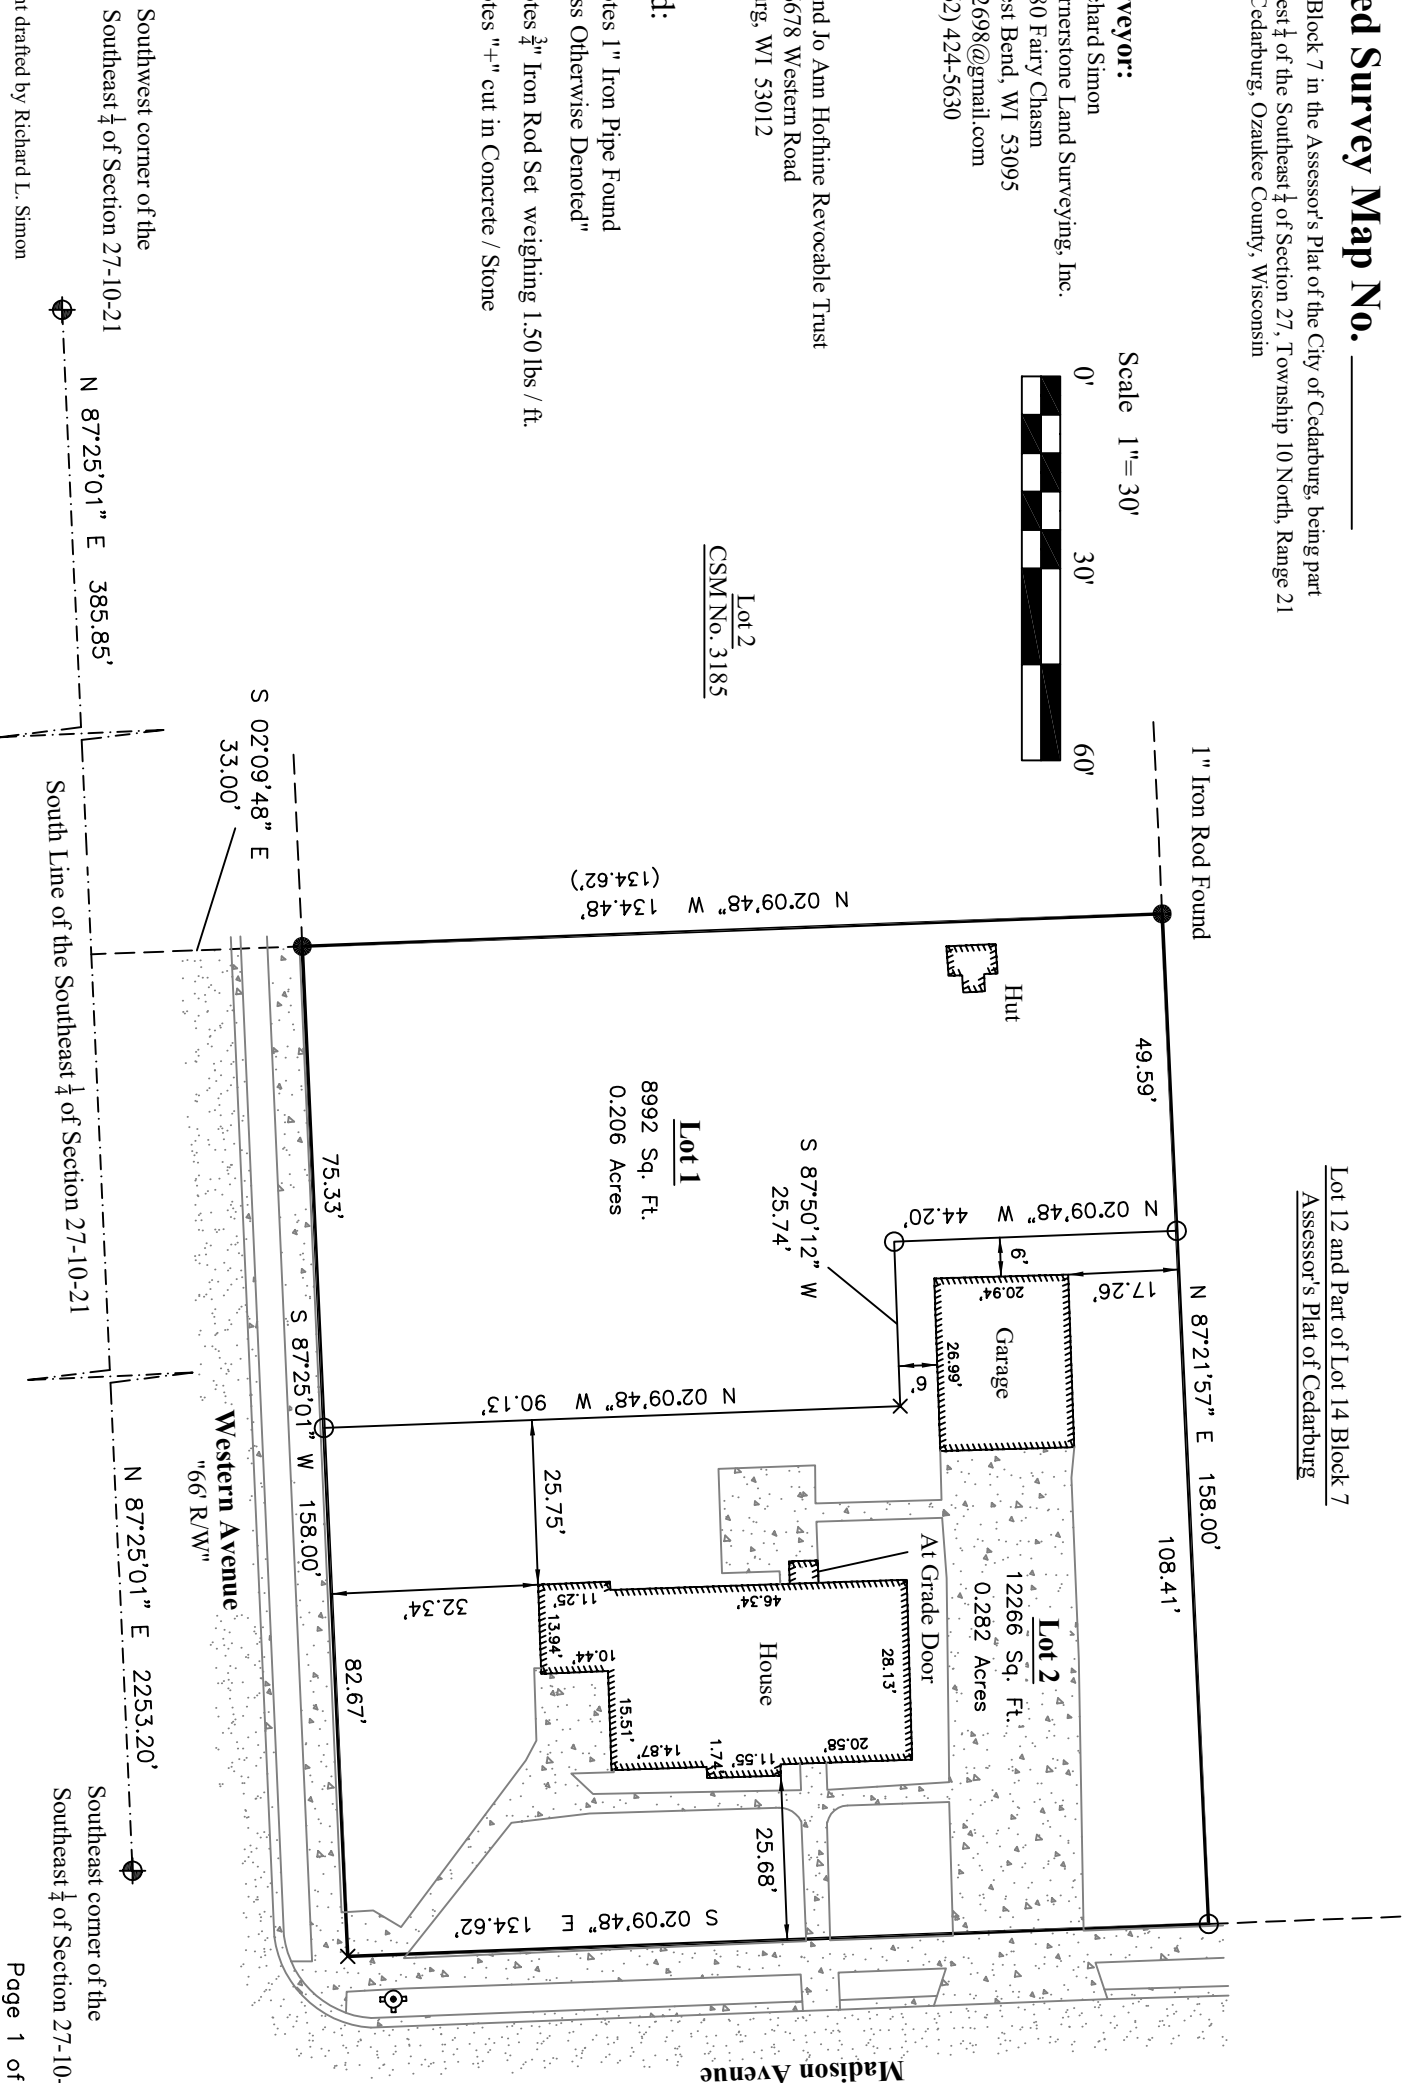 ed Survey Map No.
Block 7 in the Assessor's Plat of the City of Cedarburg, being part
est 1/4 of the Southeast 1/4 of Section 27, Township 10 North, Range 21
Cedarburg, Ozaukee County, Wisconsin
veyor:
chard Simon
ornerstone Land Surveying, Inc.
30 Fairy Chasm
est Bend, WI 53095
2698@gmail.com
2) 424-5630
nd Jo Ann Hofhine Revocable Trust
5678 Western Road
rg, WI 53012
d:
otes 1" Iron Pipe Found
ss Otherwise Denoted"
otes 3/4" Iron Rod Set weighing 1.50 lbs / ft.
otes "+" cut in Concrete / Stone
Scale 1"= 30'
0' 30' 60'
Lot 2
CSM No. 3185
1" Iron Rod Found
Lot 12 and Part of Lot 14 Block 7
Assessor's Plat of Cedarburg
N 87°21'57" E 158.00'
49.59'
108.41'
Hut
N 02°09'48" W 134.48'
(134.62')
N 02°09'48" W 44.20'
6'
17.26'
20.94'
Garage
26.99'
6'
S 87°50'12" W
25.74'
Lot 1
8992 Sq. Ft.
0.206 Acres
N 02°09'48" W 90.13'
25.75'
At Grade Door
Lot 2
12266 Sq. Ft.
0.282 Acres
House
28.13'
46.34'
11.25'
13.94'
10.44'
15.51'
14.87'
1.74'
11.55'
20.58'
32.34'
25.68'
S 02°09'48" E 134.62'
Madison Avenue
75.33'
82.67'
S 87°25'01" W 158.00'
Western Avenue
"66' R/W"
S 02°09'48" E
33.00'
Southwest corner of the
Southeast 1/4 of Section 27-10-21
N 87°25'01" E 385.85'
South Line of the Southeast 1/4 of Section 27-10-21
N 87°25'01" E 2253.20'
Southeast corner of the
Southeast 1/4 of Section 27-10-
nt drafted by Richard L. Simon
Page 1 of